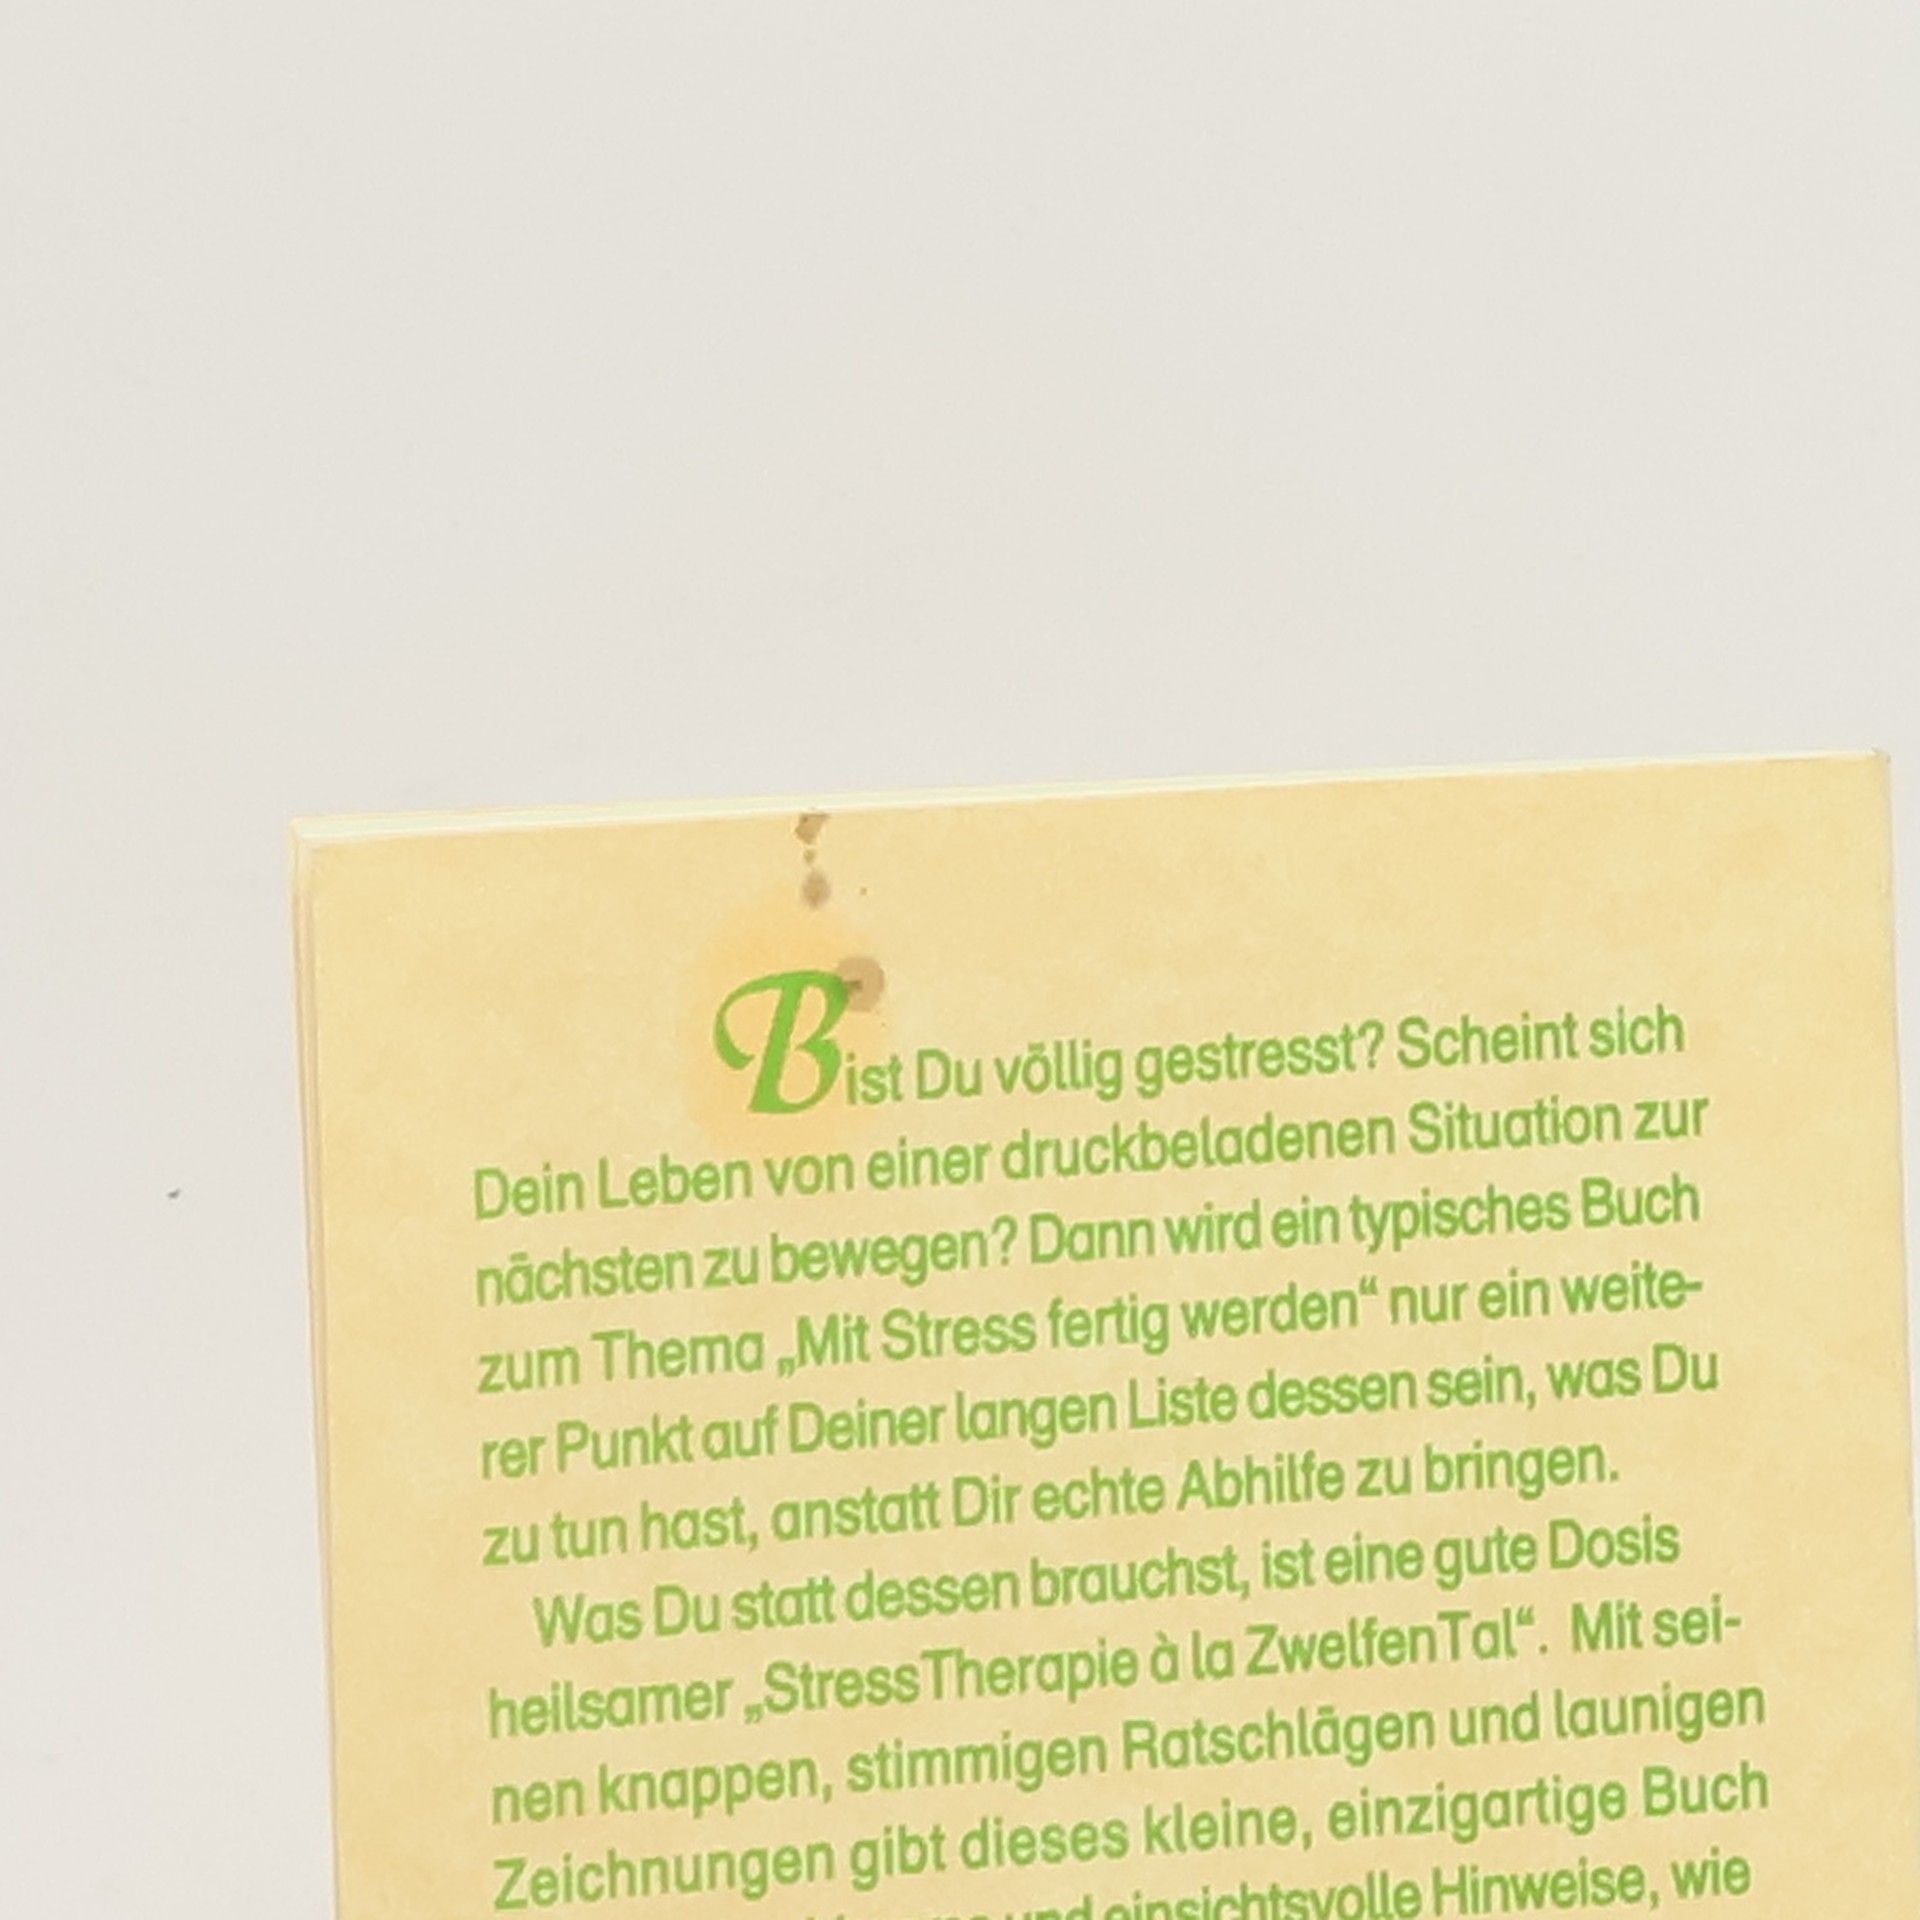 Bist Du völlig gestresst? Scheint sich
Dein Leben von einer druckbeladenen Situation zur
nächsten zu bewegen? Dann wird ein typisches Buch
zum Thema „Mit Stress fertig werden“ nur ein weite-
rer Punkt auf Deiner langen Liste dessen sein, was Du
zu tun hast, anstatt Dir echte Abhilfe zu bringen.
Was Du statt dessen brauchst, ist eine gute Dosis
heilsamer „StressTherapie à la ZwelfenTal“. Mit sei-
nen knappen, stimmigen Ratschlägen und launigen
Zeichnungen gibt dieses kleine, einzigartige Buch
und einsichtsvolle Hinweise, wie